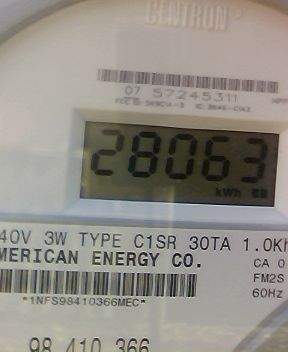 CENTRON®
07 57245311
28063
kWh
40V 3W TYPE C1SR 30TA 1.0Kh
MERICAN ENERGY CO.
CA 0
FM2S
60Hz
*1NFS98410366MEC*
98 410 366